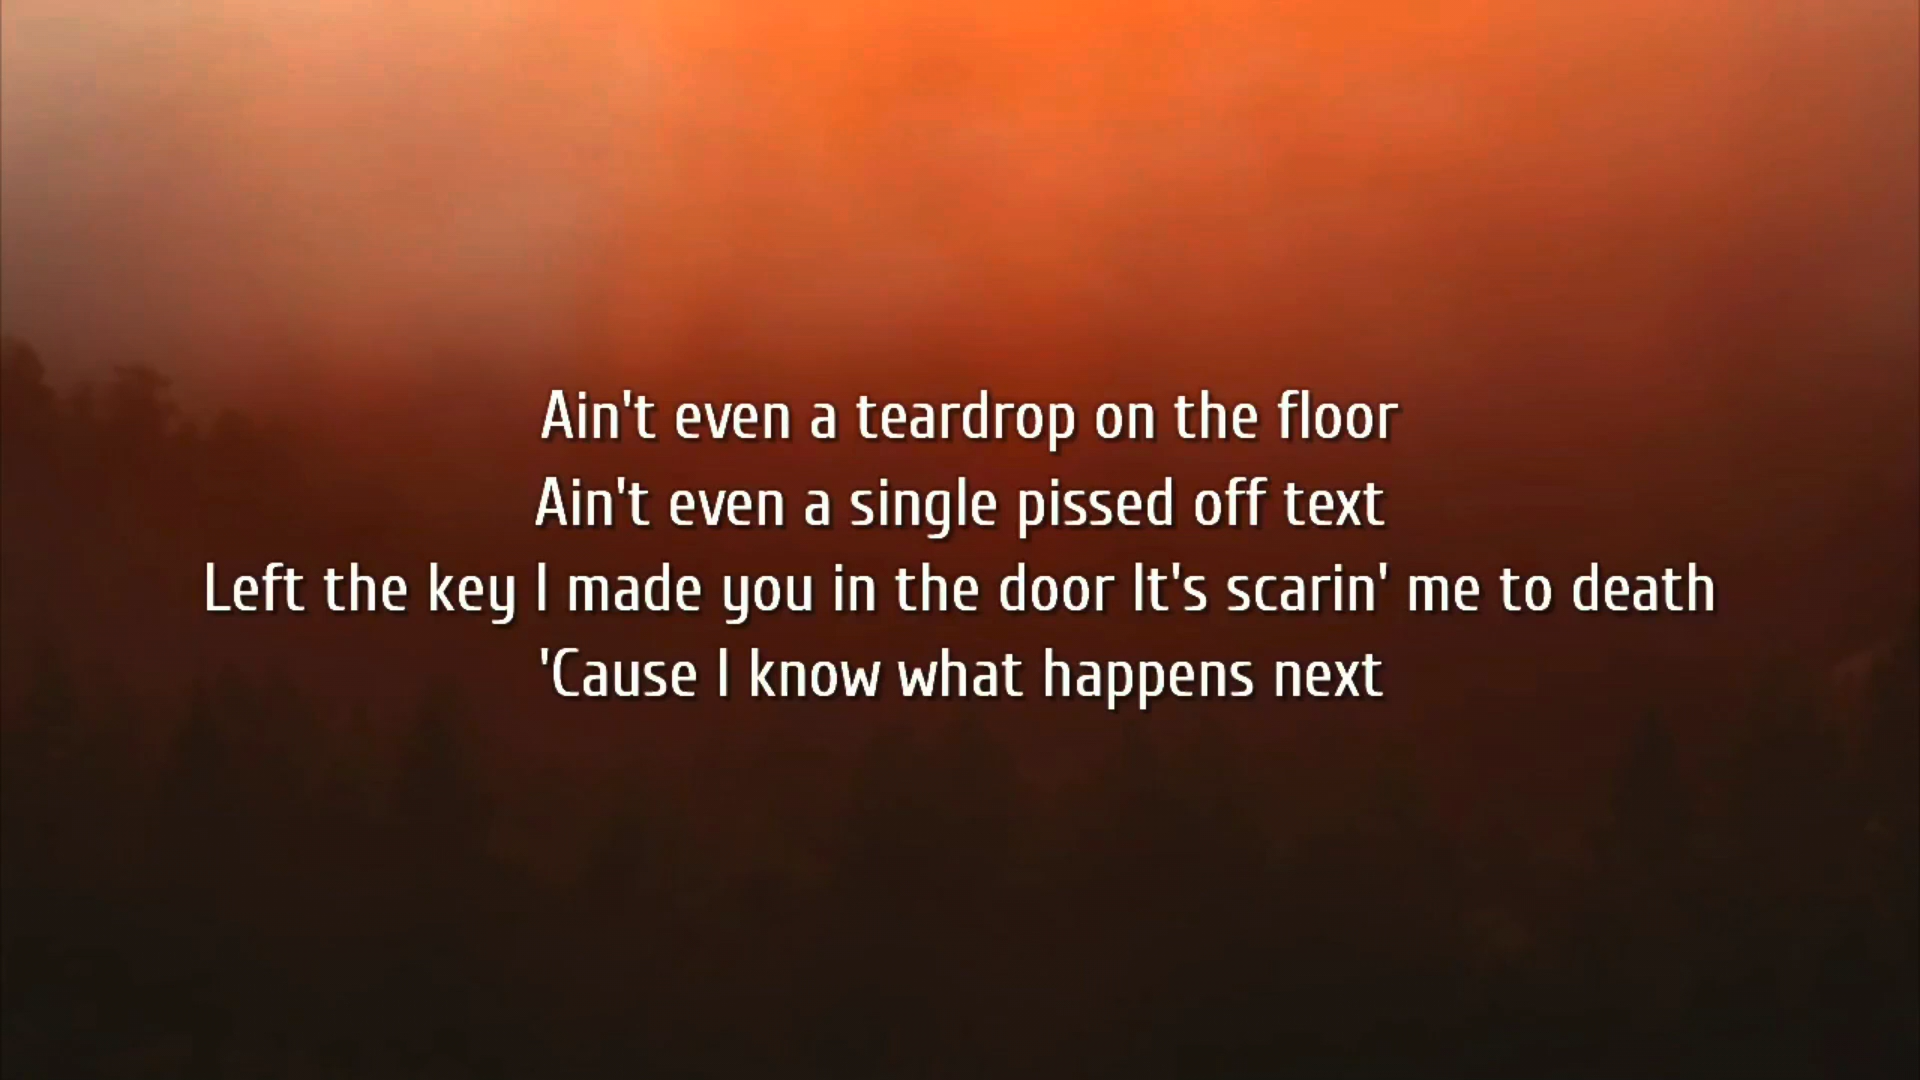 Ain't even a teardrop on the floor
Ain't even a single pissed off text
Left the key I made you in the door It's scarin' me to death
'Cause I know what happens next